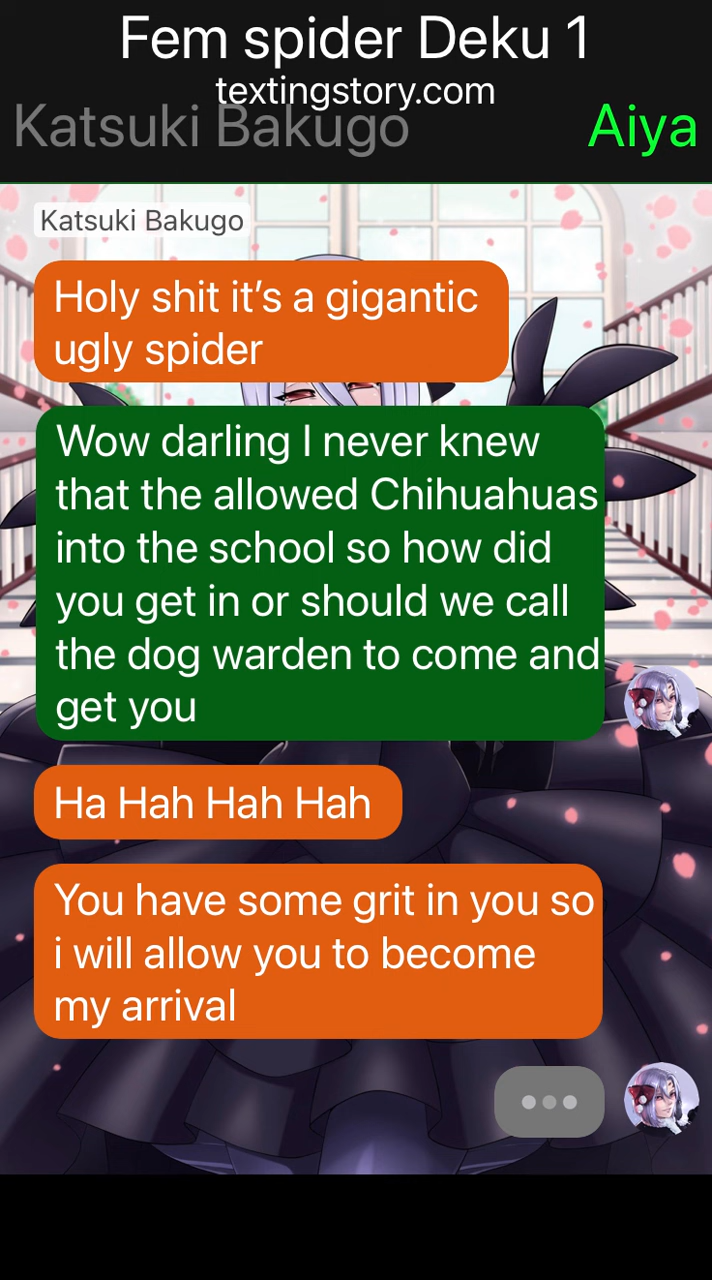 Fem spider Deku 1
textingstory.com
Katsuki Bakugo
Aiya
Katsuki Bakugo
Holy shit it’s a gigantic
ugly spider
Wow darling I never knew
that the allowed Chihuahuas
into the school so how did
you get in or should we call
the dog warden to come and
get you
Ha Hah Hah Hah
You have some grit in you so
i will allow you to become
my arrival